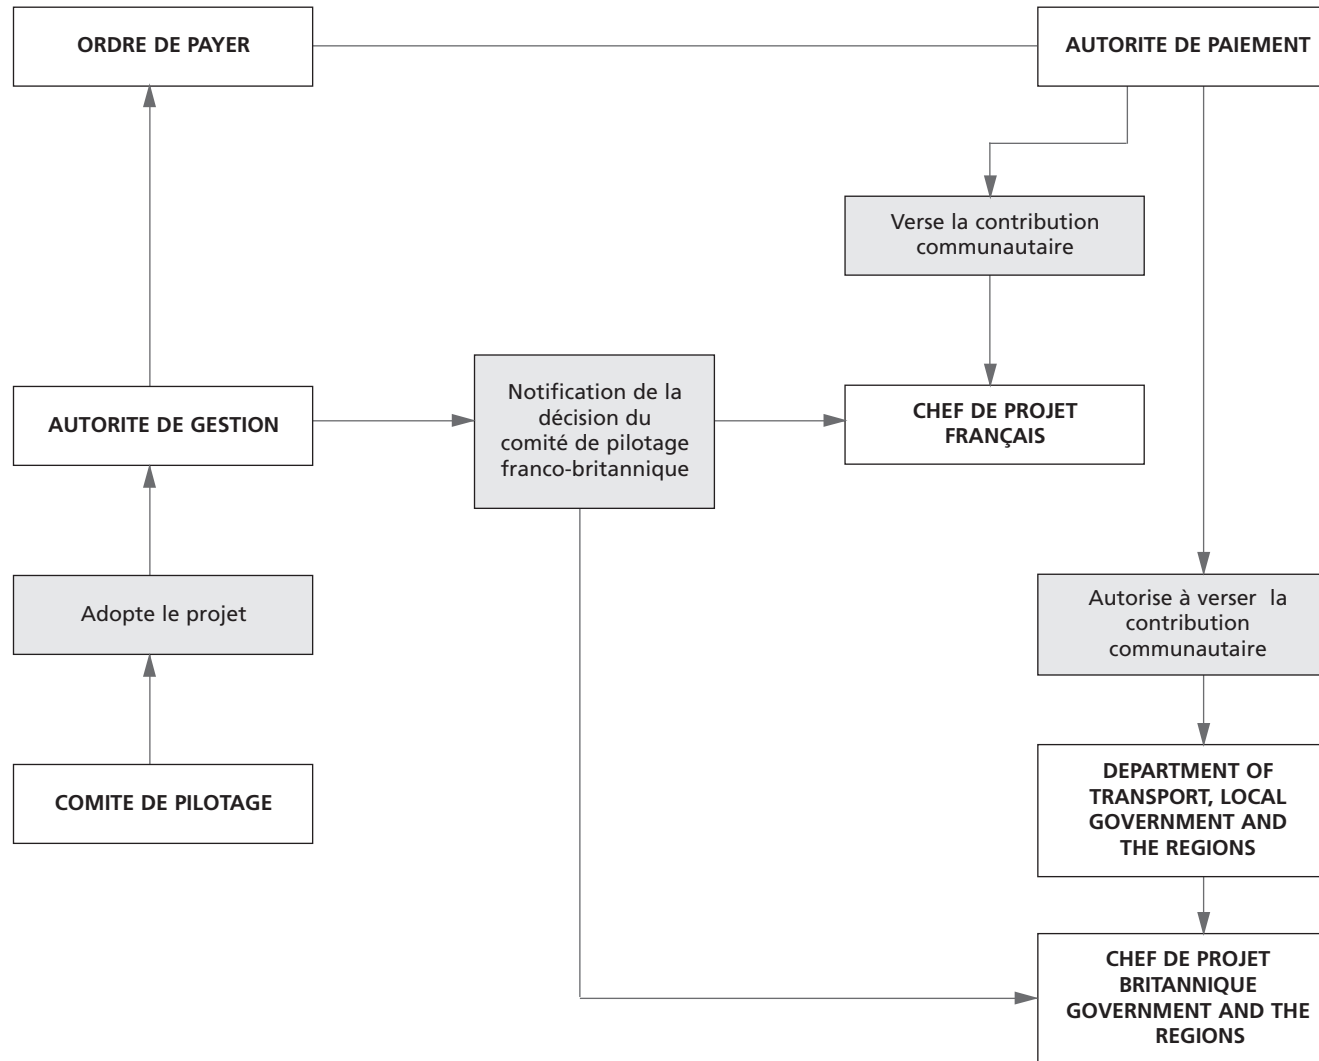 ORDRE DE PAYER
AUTORITE DE PAIEMENT
Verse la contribution
communautaire
AUTORITE DE GESTION
Notification de la
décision du
comité de pilotage
franco-britannique
CHEF DE PROJET
FRANÇAIS
Adopte le projet
Autorise à verser la
contribution
communautaire
COMITE DE PILOTAGE
DEPARTMENT OF
TRANSPORT, LOCAL
GOVERNMENT AND
THE REGIONS
CHEF DE PROJET
BRITANNIQUE
GOVERNMENT AND THE
REGIONS